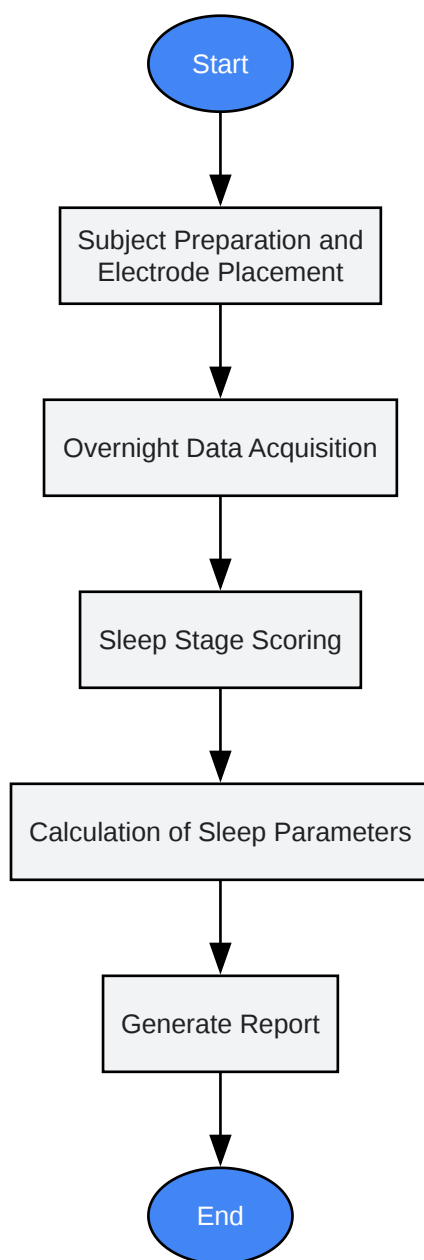 Start
Subject Preparation and
Electrode Placement
Overnight Data Acquisition
Sleep Stage Scoring
Calculation of Sleep Parameters
Generate Report
End